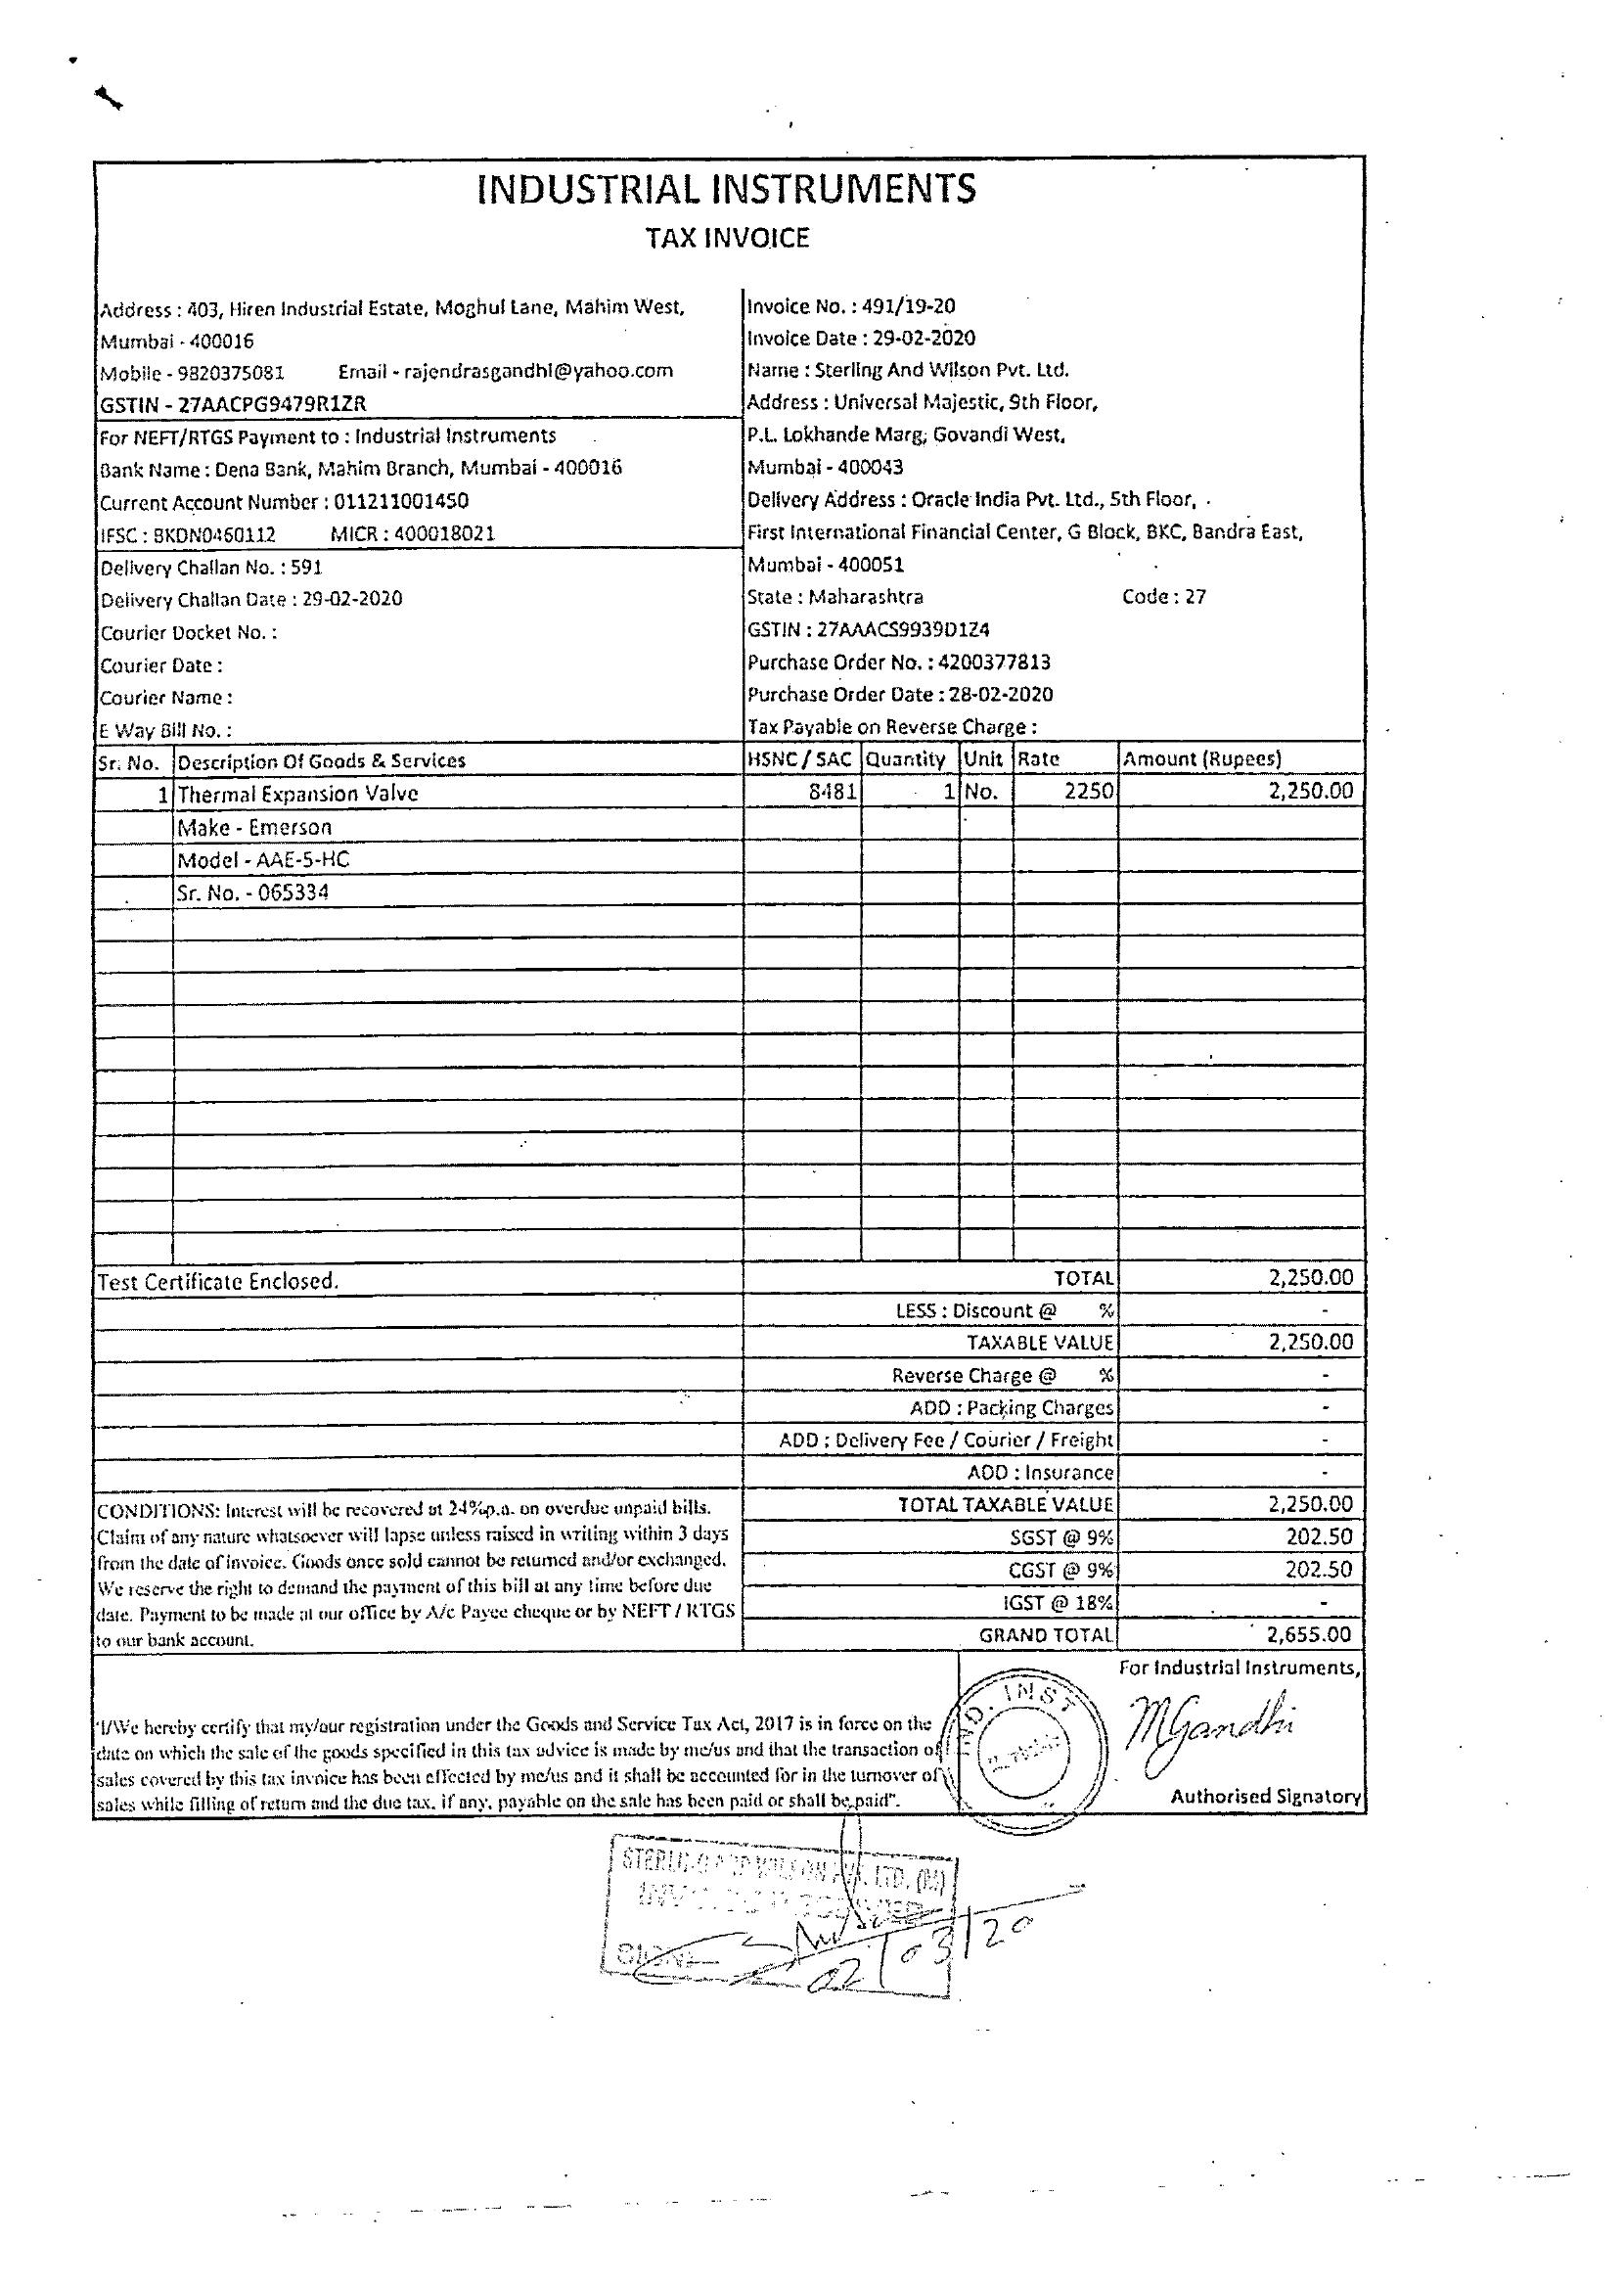 INDUSTRIAL INSTRUMENTS
TAX INVOICE
Address : 403, Hiren Industrial Estate, Moghul Lane, Mahim West,
Mumbai - 400016
Mobile - 9820375081 Email - rajendrasgandhi@yahoo.com
GSTIN - 27AACPG9479R1ZR
For NEFT/RTGS Payment to : Industrial Instruments
Bank Name : Dena Bank, Mahim Branch, Mumbai - 400016
Current Account Number : 011211001450
IFSC : BKDN0460112 MICR : 400018021
Delivery Challan No. : 591
Delivery Challan Date : 29-02-2020
Courier Docket No. :
Courier Date :
Courier Name :
E Way Bill No. :
Invoice No. : 491/19-20
Invoice Date : 29-02-2020
Name : Sterling And Wilson Pvt. Ltd.
Address : Universal Majestic, 9th Floor,
P.L. Lokhande Marg, Govandi West,
Mumbai - 400043
Delivery Address : Oracle India Pvt. Ltd., 5th Floor,
First International Financial Center, G Block, BKC, Bandra East,
Mumbai - 400051
State : Maharashtra Code : 27
GSTIN : 27AAACS9939D1Z4
Purchase Order No. : 4200377813
Purchase Order Date : 28-02-2020
Tax Payable on Reverse Charge :
Sr. No. Description Of Goods & Services HSNC / SAC Quantity Unit Rate Amount (Rupees)
1 Thermal Expansion Valve 8481 1 No. 2250 2,250.00
Make - Emerson
Model - AAE-5-HC
Sr. No. - 065334
Test Certificate Enclosed. TOTAL 2,250.00
LESS : Discount @ % -
TAXABLE VALUE 2,250.00
Reverse Charge @ % -
ADD : Packing Charges -
ADD : Delivery Fee / Courier / Freight -
ADD : Insurance -
TOTAL TAXABLE VALUE 2,250.00
SGST @ 9% 202.50
CGST @ 9% 202.50
IGST @ 18% -
GRAND TOTAL 2,655.00
CONDITIONS: Interest will be recovered at 24%p.a. on overdue unpaid bills.
Claim of any nature whatsoever will lapse unless raised in writing within 3 days
from the date of invoice. Goods once sold cannot be returned and/or exchanged.
We reserve the right to demand the payment of this bill at any time before due
date. Payment to be made at our office by A/c Payee cheque or by NEFT / RTGS
to our bank account.
For Industrial Instruments,
"I/We hereby certify that my/our registration under the Goods and Service Tax Act, 2017 is in force on the
date on which the sale of the goods specified in this tax advice is made by me/us and that the transaction of
sales covered by this tax invoice has been effected by me/us and it shall be accounted for in the turnover of
sales while filling of return and the due tax, if any, payable on the sale has been paid or shall be paid".
IND. INST
MGandhi
Authorised Signatory
LTD.
SIGN
02/03/20